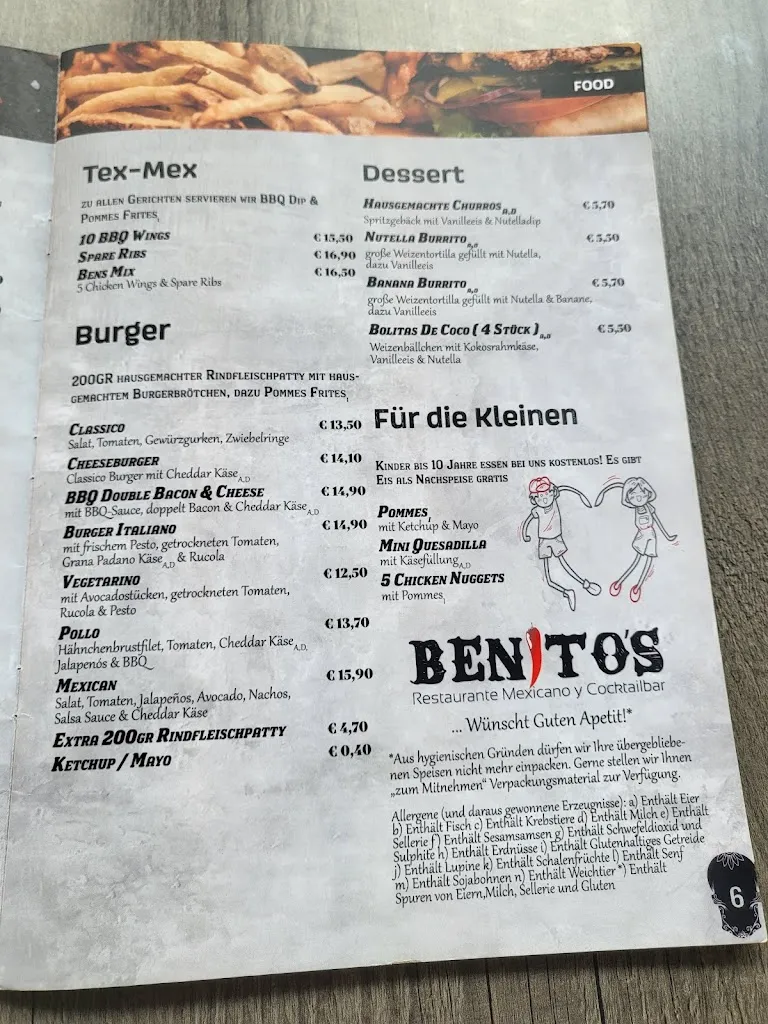 FOOD
Tex-Mex
ZU ALLEN GERICHTEN SERVIEREN WIR BBQ DIP &
POMMES FRITES,I
10 BBQ WINGS € 15,50
SPARE RIBS € 16,90
BENS MIX € 16,50
5 Chicken Wings & Spare Ribs
Burger
200GR HAUSGEMACHTER RINDFLEISCHPATTY MIT HAUS-
GEMACHTEM BURGERBRÖTCHEN, DAZU POMMES FRITES,I
CLASSICO € 13,50
Salat, Tomaten, Gewürzgurken, Zwiebelringe
CHEESEBURGER € 14,10
Classico Burger mit Cheddar Käse A,D
BBQ DOUBLE BACON & CHEESE € 14,90
mit BBQ-Sauce, doppelt Bacon & Cheddar Käse A,D
BURGER ITALIANO € 14,90
mit frischem Pesto, getrockneten Tomaten,
Grana Padano Käse A,D & Rucola
VEGETARINO € 12,50
mit Avocadostücken, getrockneten Tomaten,
Rucola & Pesto
POLLO € 13,70
Hähnchenbrustfilet, Tomaten, Cheddar Käse A,D,
Jalapenós & BBQ
MEXICAN € 15,90
Salat, Tomaten, Jalapeños, Avocado, Nachos,
Salsa Sauce & Cheddar Käse
EXTRA 200GR RINDFLEISCHPATTY € 4,70
KETCHUP / MAYO € 0,40
Dessert
HAUSGEMACHTE CHURROS A,D € 5,70
Spritzgebäck mit Vanilleeis & Nutelladip
NUTELLA BURRITO A,D € 5,50
große Weizentortilla gefüllt mit Nutella,
dazu Vanilleeis
BANANA BURRITO A,D € 5,70
große Weizentortilla gefüllt mit Nutella & Banane,
dazu Vanilleeis
BOLITAS DE COCO ( 4 STÜCK ) A,D € 5,50
Weizenbällchen mit Kokosrahmkäse,
Vanilleeis & Nutella
Für die Kleinen
KINDER BIS 10 JAHRE ESSEN BEI UNS KOSTENLOS! ES GIBT
EIS ALS NACHSPEISE GRATIS
POMMES,I
mit Ketchup & Mayo
MINI QUESADILLA
mit Käsefüllung A,D
5 CHICKEN NUGGETS
mit Pommes,I
BENITO'S
Restaurante Mexicano y Cocktailbar
... Wünscht Guten Apetit!*
*Aus hygienischen Gründen dürfen wir Ihre übergebliebe-
nen Speisen nicht mehr einpacken. Gerne stellen wir Ihnen
„zum Mitnehmen“ Verpackungsmaterial zur Verfügung.
Allergene (und daraus gewonnene Erzeugnisse): a) Enthält Eier
b) Enthält Fisch c) Enthält Krebstiere d) Enthält Milch e) Enthält
Sellerie f) Enthält Sesamsamsen g) Enthält Schwefeldioxid und
Sulphite h) Enthält Erdnüsse i) Enthält Glutenhaltiges Getreide
j) Enthält Lupine k) Enthält Schalenfrüchte l) Enthält Senf
m) Enthält Sojabohnen n) Enthält Weichtier *) Enthält
Spuren von Eiern,Milch, Sellerie und Gluten
6